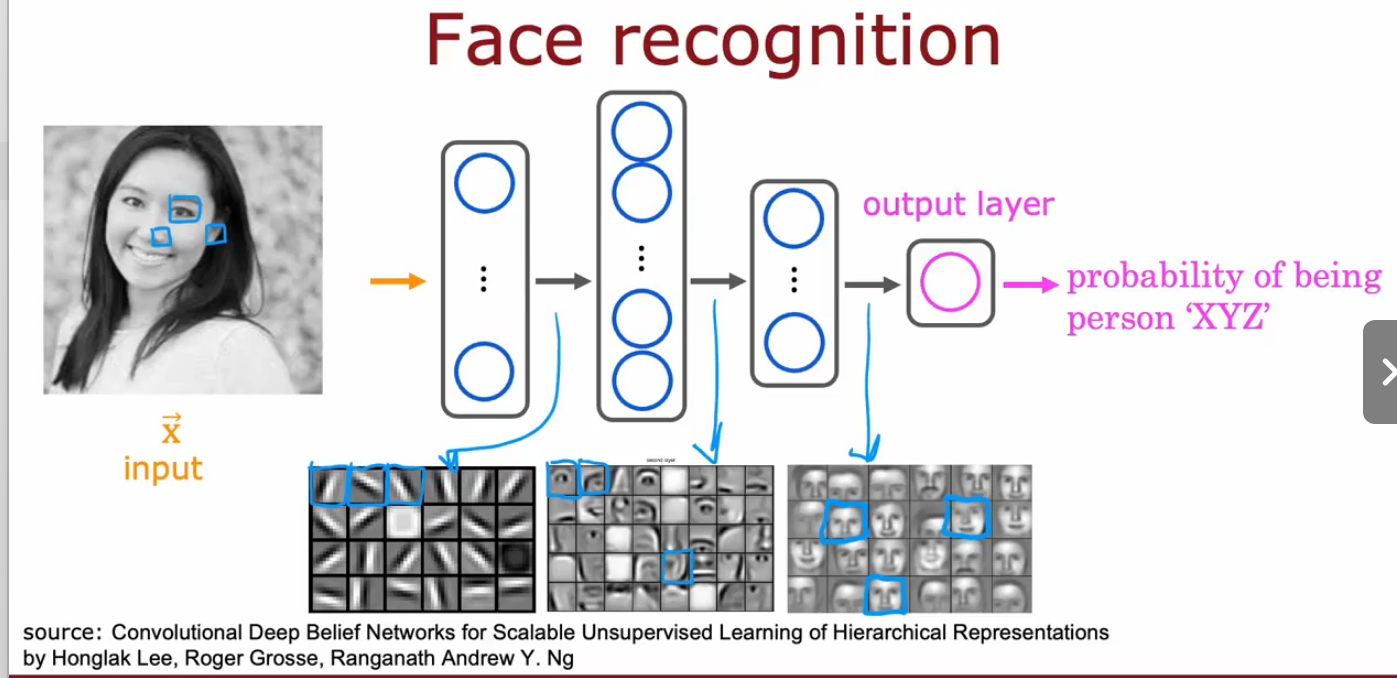 Face recognition
output layer
probability of being
person ‘XYZ’
x⃗
input
second layer
source: Convolutional Deep Belief Networks for Scalable Unsupervised Learning of Hierarchical Representations
by Honglak Lee, Roger Grosse, Ranganath Andrew Y. Ng